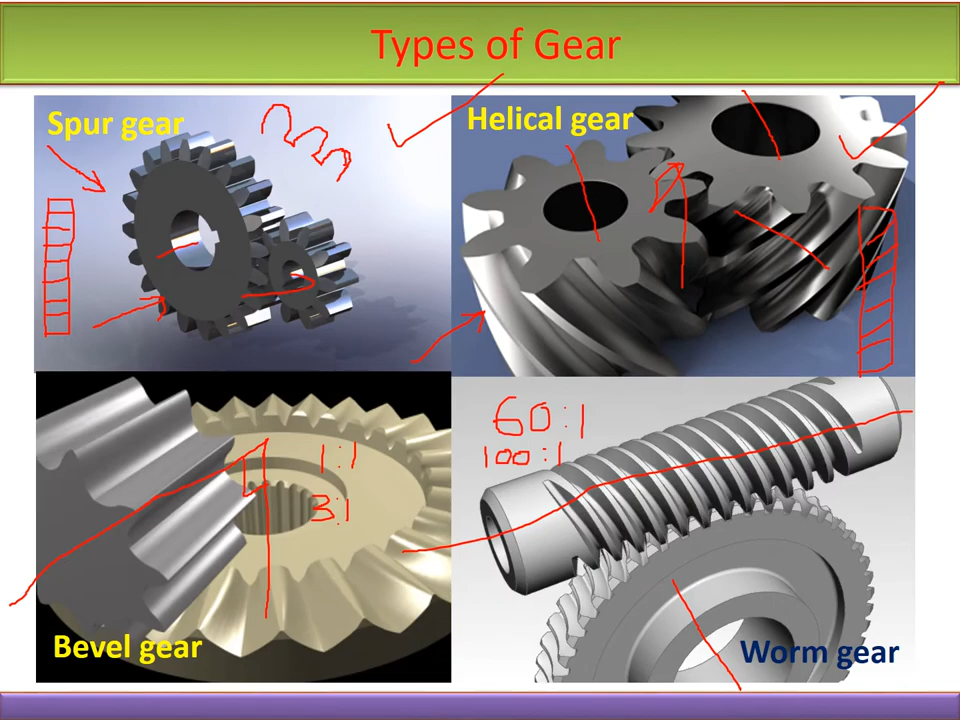 Types of Gear
Spur gear
Helical gear
60:1
100:1
1:1
3:1
Bevel gear
Worm gear